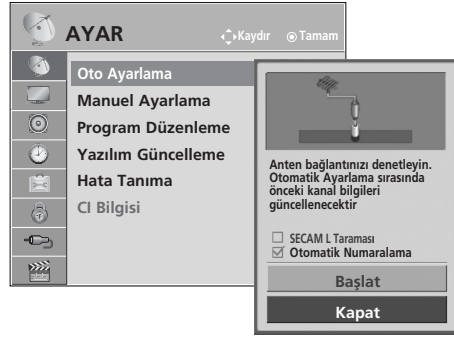 AYAR
Kaydır Tamam
Oto Ayarlama
Manuel Ayarlama
Program Düzenleme
Yazılım Güncelleme
Hata Tanıma
CI Bilgisi
Anten bağlantınızı denetleyin.
Otomatik Ayarlama sırasında
önceki kanal bilgileri
güncellenecektir
SECAM L Taraması
Otomatik Numaralama
Başlat
Kapat